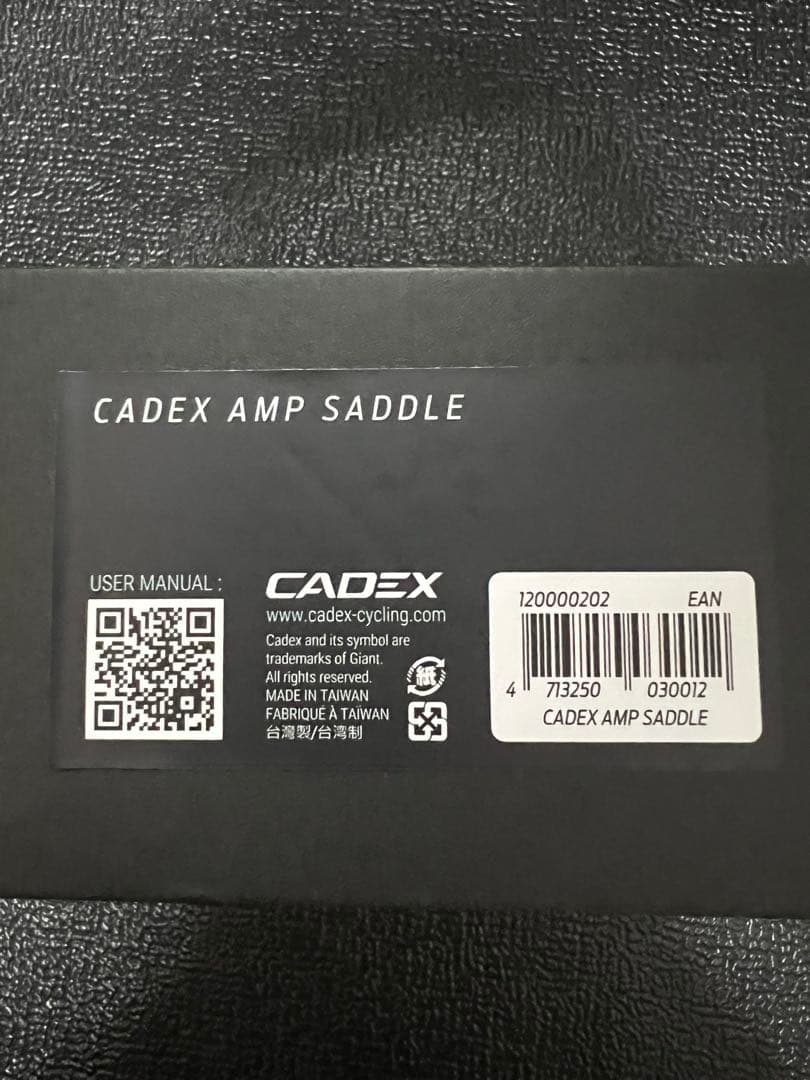 CADEX AMP SADDLE
USER MANUAL :
CADEX
www.cadex-cycling.com
Cadex and its symbol are
trademarks of Giant.
All rights reserved.
MADE IN TAIWAN
FABRIQUÉ À TAÏWAN
台灣製/台湾制
紙
120000202 EAN
4 713250 030012
CADEX AMP SADDLE